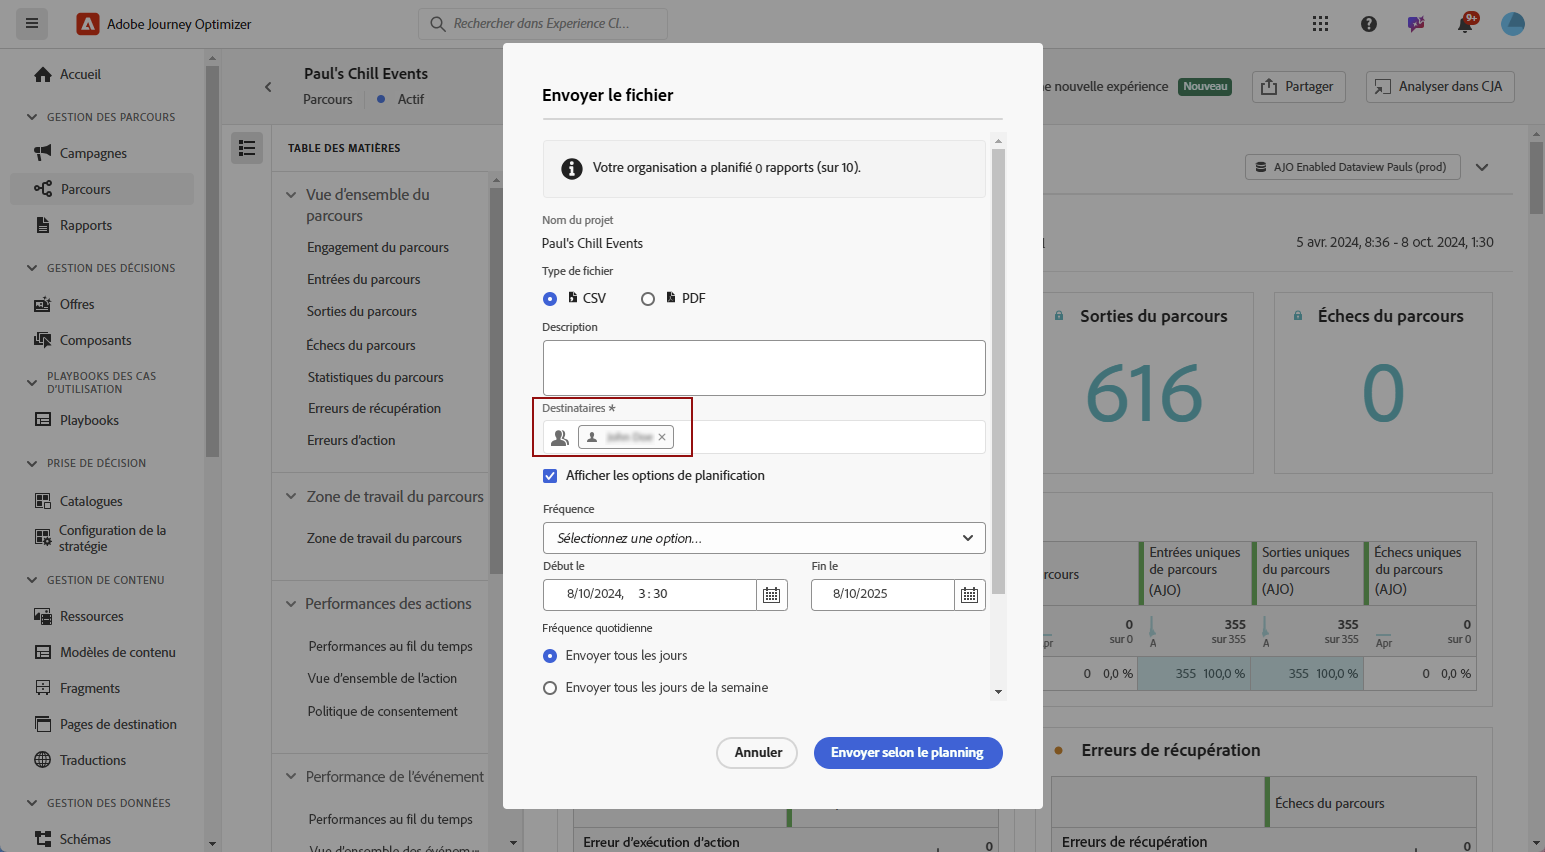 Adobe Journey Optimizer
Rechercher dans Experience Cl...
9+
Accueil
GESTION DES PARCOURS
Campagnes
Parcours
Rapports
GESTION DES DÉCISIONS
Offres
Composants
PLAYBOOKS DES CAS
D'UTILISATION
Playbooks
PRISE DE DÉCISION
Catalogues
Configuration de la
stratégie
GESTION DE CONTENU
Ressources
Modèles de contenu
Fragments
Pages de destination
Traductions
GESTION DES DONNÉES
Schémas
Paul's Chill Events
Parcours
Actif
TABLE DES MATIÈRES
Vue d'ensemble du
parcours
Engagement du parcours
Entrées du parcours
Sorties du parcours
Échecs du parcours
Statistiques du parcours
Erreurs de récupération
Erreurs d'action
Zone de travail du parcours
Zone de travail du parcours
Performances des actions
Performances au fil du temps
Vue d'ensemble de l'action
Politique de consentement
Performance de l'événement
Performances au fil du temps
Vue d'ensemble des événem...
Envoyer le fichier
Votre organisation a planifié 0 rapports (sur 10).
Nom du projet
Paul's Chill Events
Type de fichier
CSV
PDF
Description
Destinataires *
Afficher les options de planification
Fréquence
Sélectionnez une option...
Début le
Fin le
8/10/2024, 3 : 30
8/10/2025
Fréquence quotidienne
Envoyer tous les jours
Envoyer tous les jours de la semaine
Annuler
Envoyer selon le planning
ne nouvelle expérience
Nouveau
Partager
Analyser dans CJA
AJO Enabled Dataview Pauls (prod)
5 avr. 2024, 8:36 - 8 oct. 2024, 1:30
Sorties du parcours
616
Échecs du parcours
0
rcours
Entrées uniques
de parcours
(AJO)
Sorties uniques
du parcours
(AJO)
Échecs uniques
du parcours
(AJO)
Apr
0
sur 0
A
355
sur 355
A
355
sur 355
Apr
0
sur 0
0 0,0 %
355 100,0 %
355 100,0 %
0 0,0 %
Erreurs de récupération
Échecs du parcours
Erreur d'exécution d'action
0
Erreurs de récupération
0